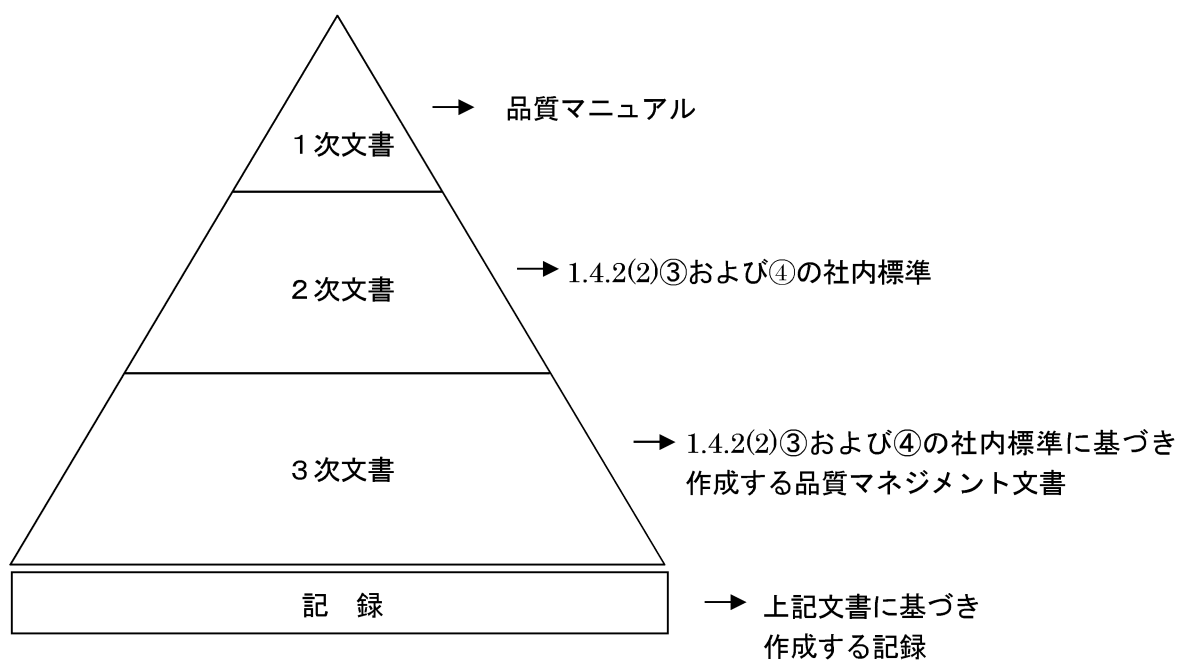 品質マニュアル
１次文書
1.4.2(2)③および④の社内標準
２次文書
1.4.2(2)③および④の社内標準に基づき
作成する品質マネジメント文書
３次文書
記　録
上記文書に基づき
作成する記録